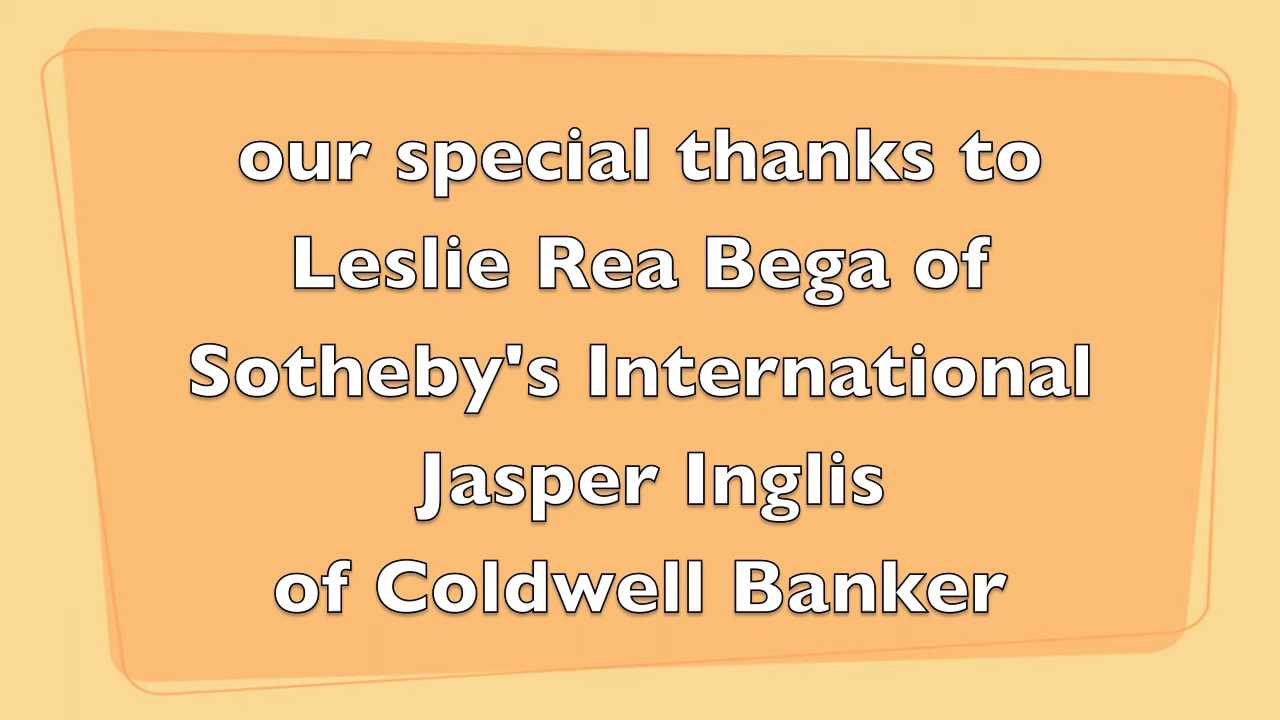 our special thanks to
Leslie Rea Bega of
Sotheby's International
Jasper Inglis
of Coldwell Banker